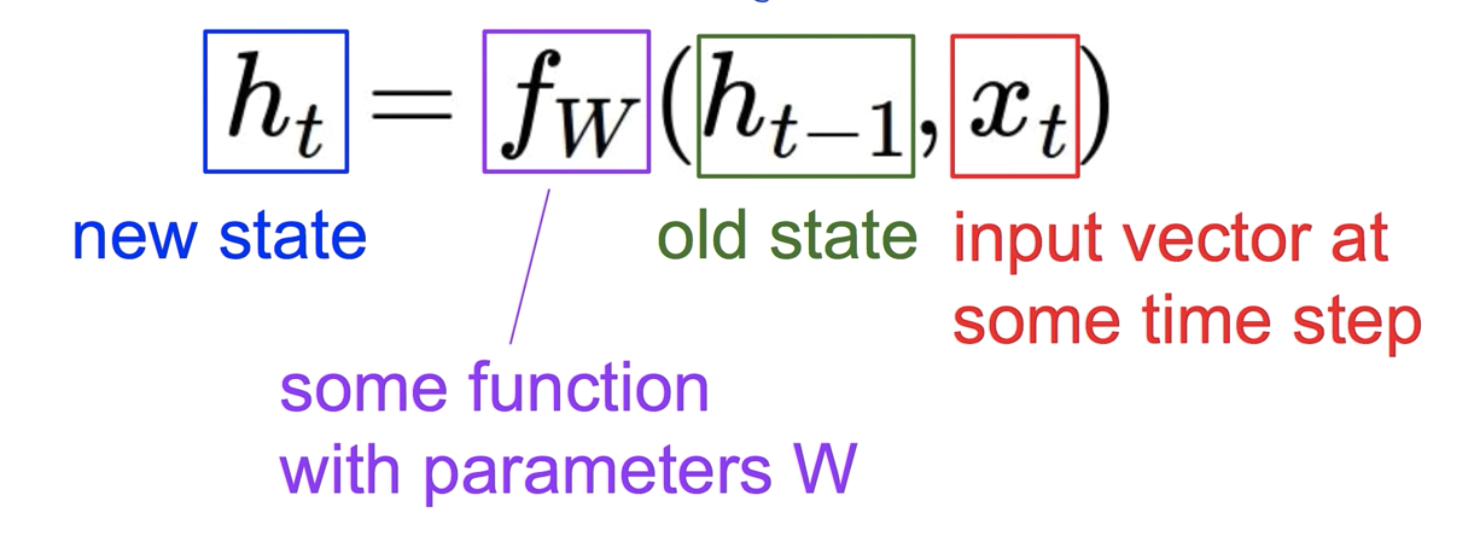 h_t = f_W(h_{t-1}, x_t)
new state
old state
input vector at
some time step
some function
with parameters W